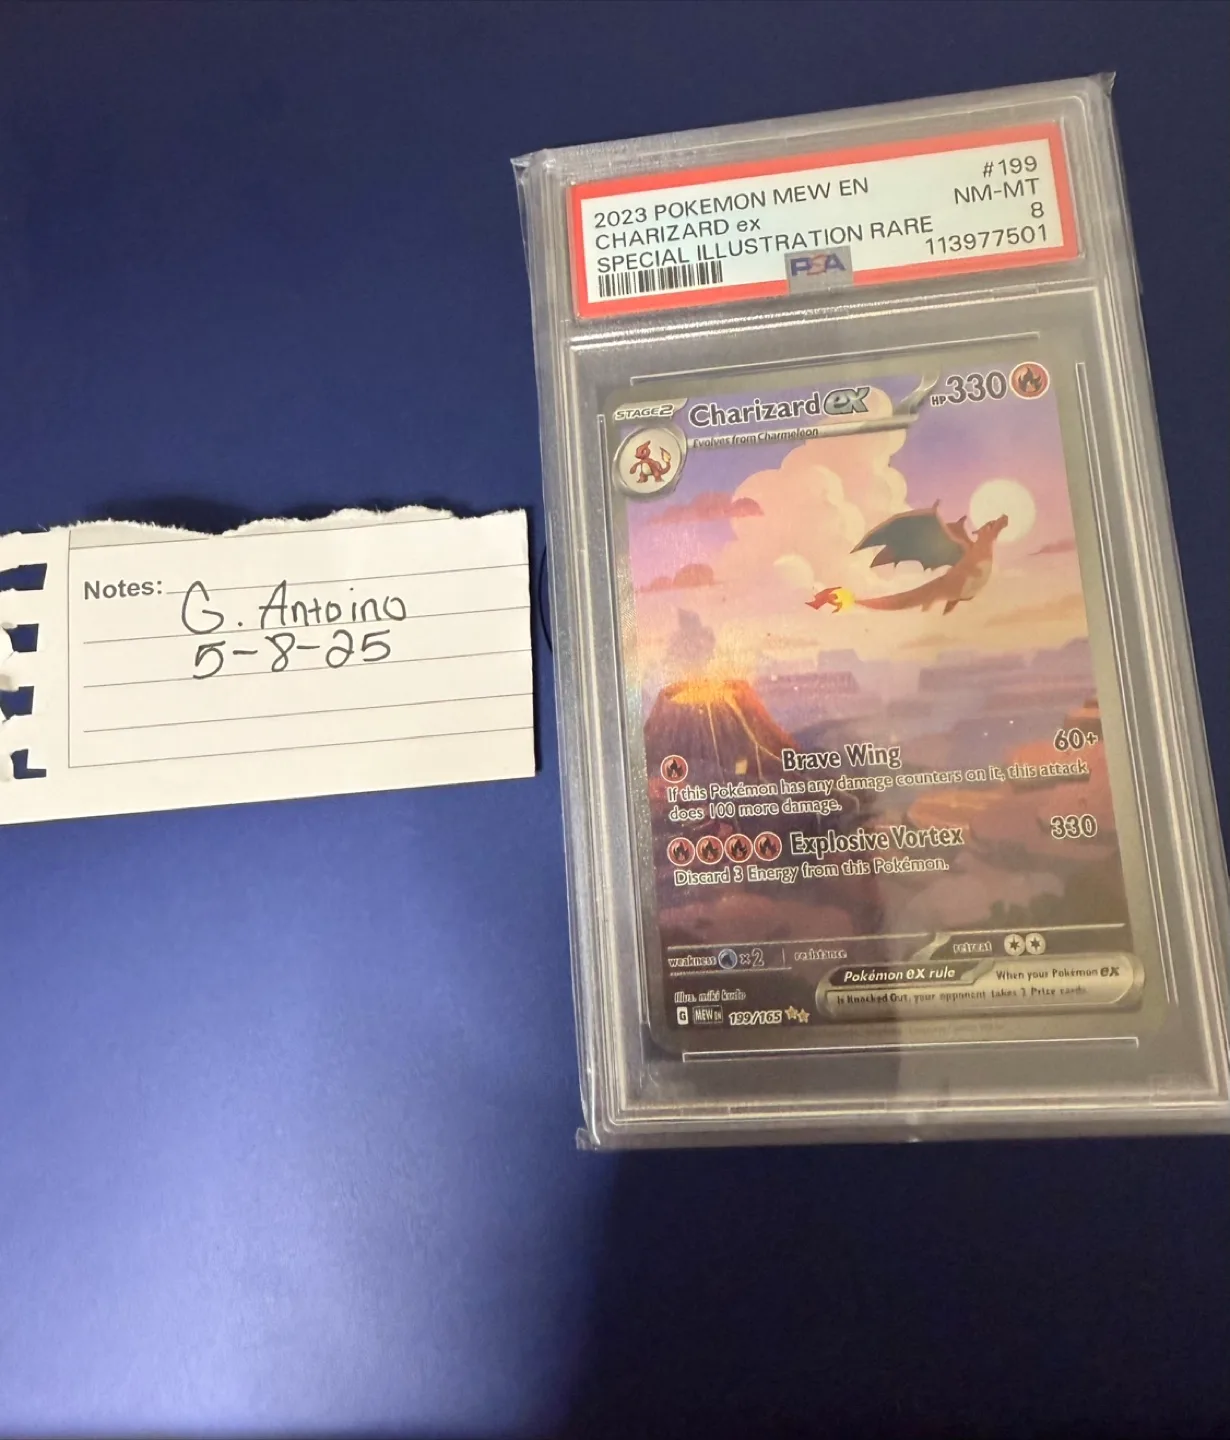 Notes: G. Antoino
5-8-25
2023 POKEMON MEW EN #199
CHARIZARD ex NM-MT
SPECIAL ILLUSTRATION RARE 8
113977501
PSA
STAGE 2 Charizard ex HP 330
Evolves from Charmeleon
Brave Wing 60+
If this Pokémon has any damage counters on it, this attack
does 100 more damage.
Explosive Vortex 330
Discard 3 Energy from this Pokémon.
weakness ×2 resistance retreat
Pokémon ex rule When your Pokémon ex
is Knocked Out, your opponent takes 2 Prize cards.
Illus. miki kudo
G MEW EN 199/165